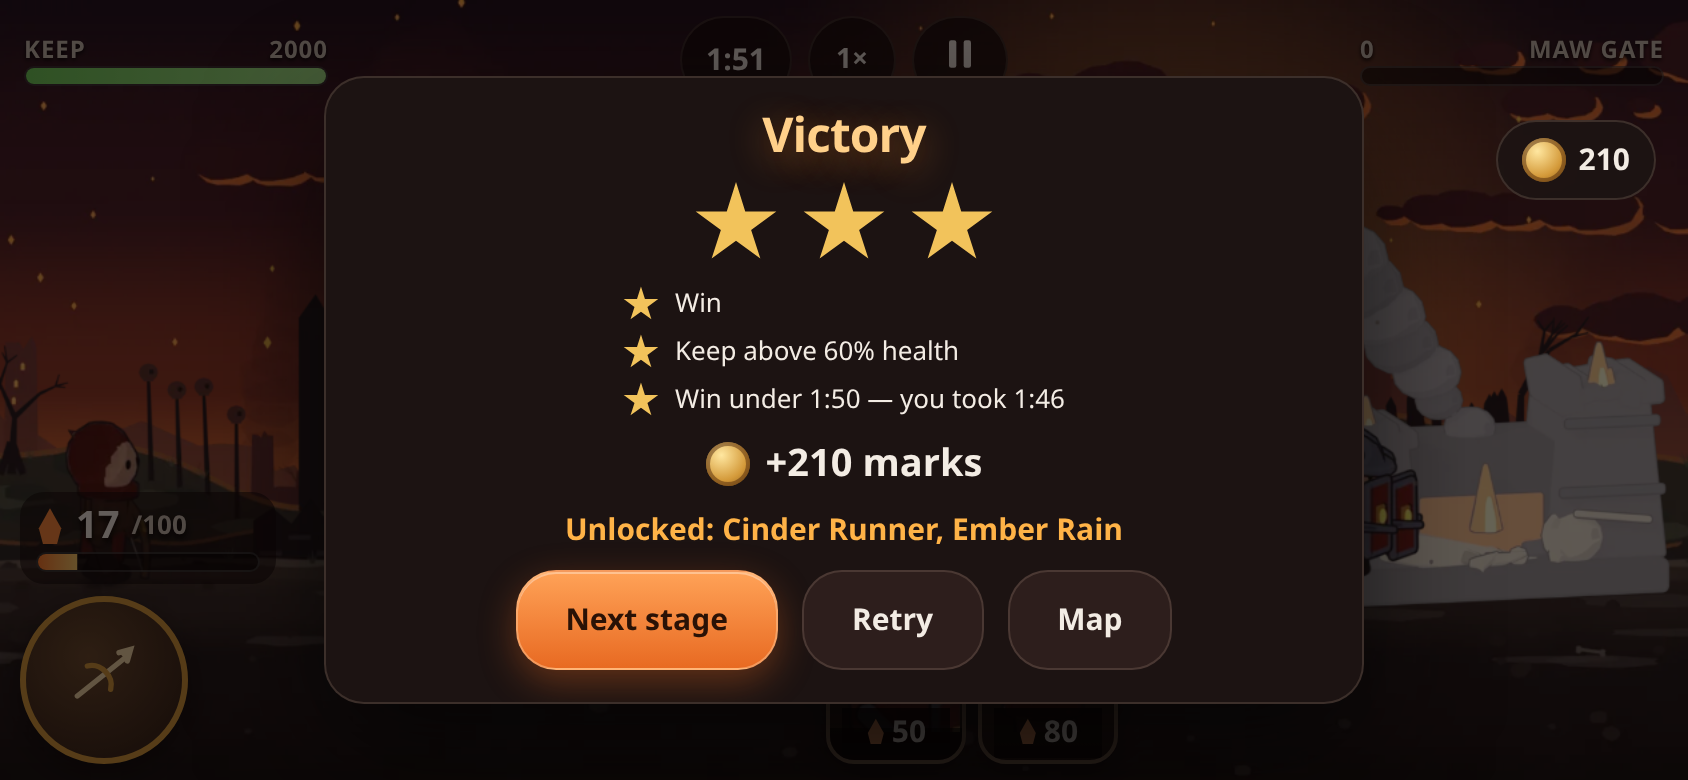 KEEP 2000
1:51
1×
0 MAW GATE
210
Victory
Win
Keep above 60% health
Win under 1:50 — you took 1:46
+210 marks
Unlocked: Cinder Runner, Ember Rain
17 /100
Next stage
Retry
Map
50
80